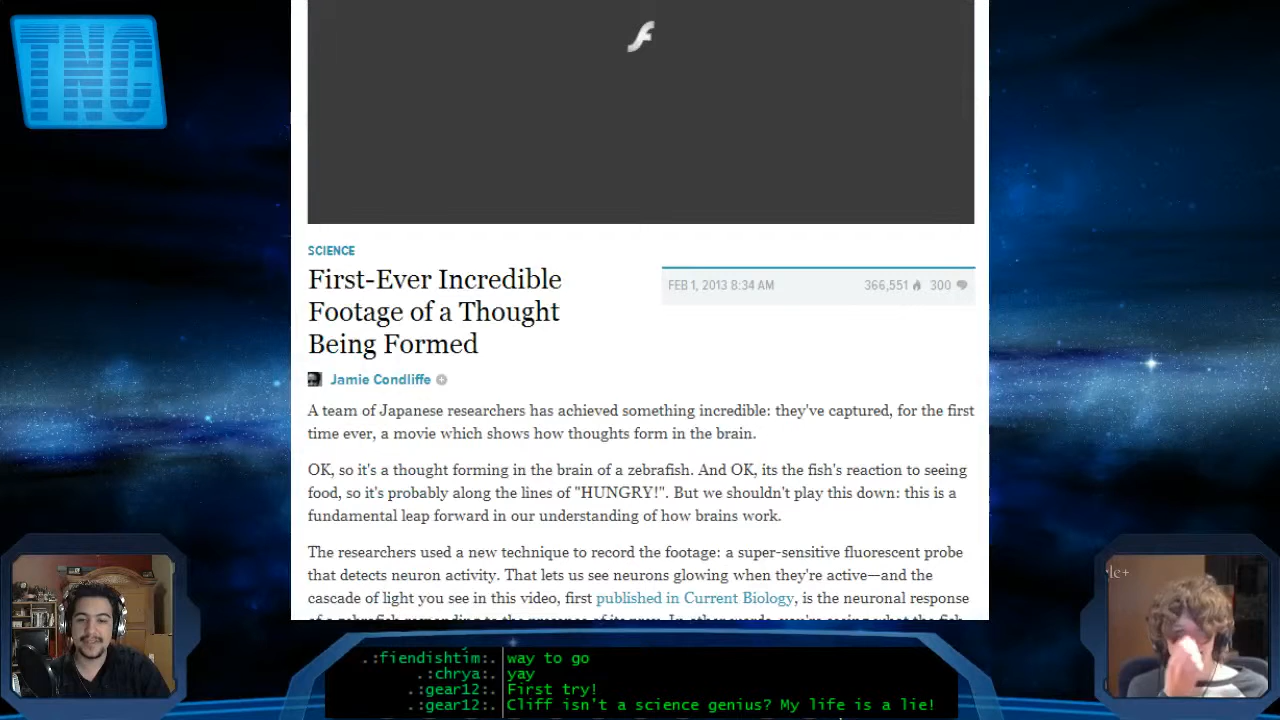 TNC
SCIENCE
First-Ever Incredible
Footage of a Thought
Being Formed
FEB 1, 2013 8:34 AM 366,551 300
Jamie Condliffe
A team of Japanese researchers has achieved something incredible: they've captured, for the first
time ever, a movie which shows how thoughts form in the brain.
OK, so it's a thought forming in the brain of a zebrafish. And OK, its the fish's reaction to seeing
food, so it's probably along the lines of "HUNGRY!". But we shouldn't play this down: this is a
fundamental leap forward in our understanding of how brains work.
The researchers used a new technique to record the footage: a super-sensitive fluorescent probe
that detects neuron activity. That lets us see neurons glowing when they're active—and the
cascade of light you see in this video, first published in Current Biology, is the neuronal response
le+
.:fiendishtim:. way to go
.:chrya:. yay
.:gear12:. First try!
.:gear12:. Cliff isn't a science genius? My life is a lie!